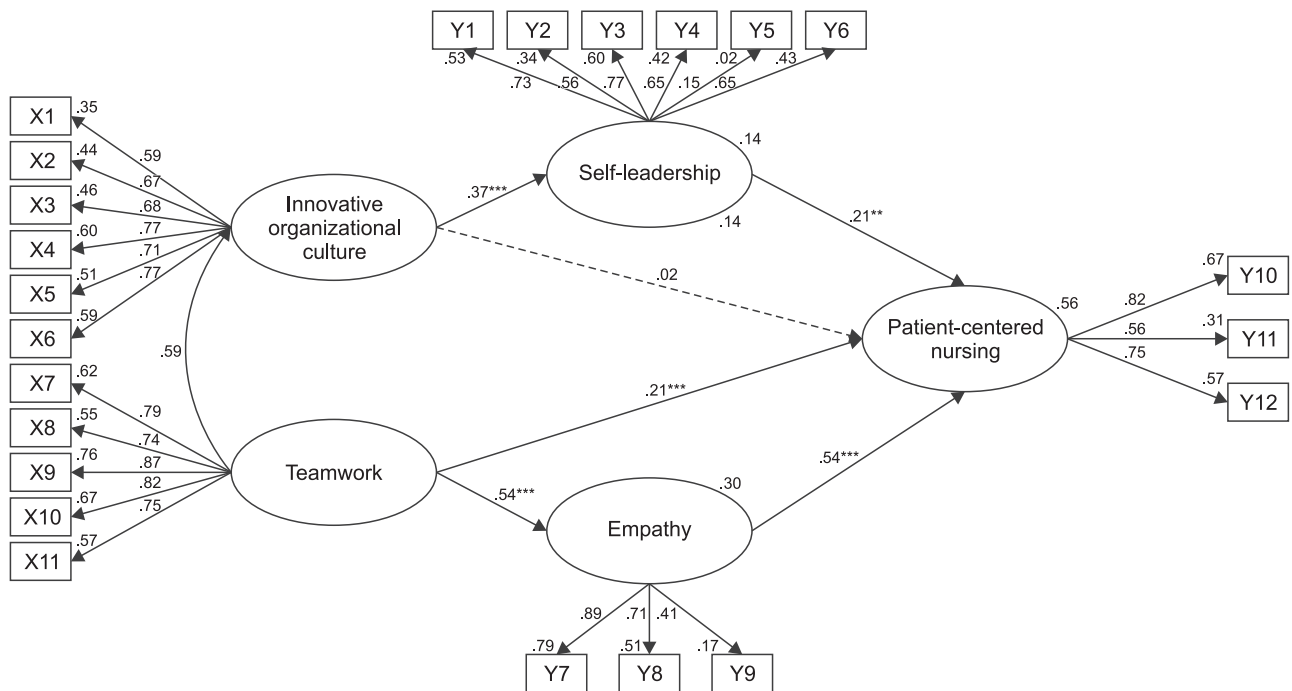 Y1 Y2 Y3 Y4 Y5 Y6
.53 .34 .60 .42 .02 .43
.73 .56 .77 .65 .15 .65
X1 .35 .59
X2 .44 .67
X3 .46 .68
X4 .60 .77
X5 .51 .71
X6 .59 .77
Innovative
organizational
culture
.37***
Self-leadership
.14
.14
.21**
.02
.59
X7 .62 .79
X8 .55 .74
X9 .76 .87
X10 .67 .82
X11 .57 .75
Teamwork
.21***
.54***
Empathy
.30
.54***
Patient-centered
nursing
.56
.82 .67 Y10
.56 .31 Y11
.75 .57 Y12
.89 .71 .41
.79 .51 .17
Y7 Y8 Y9